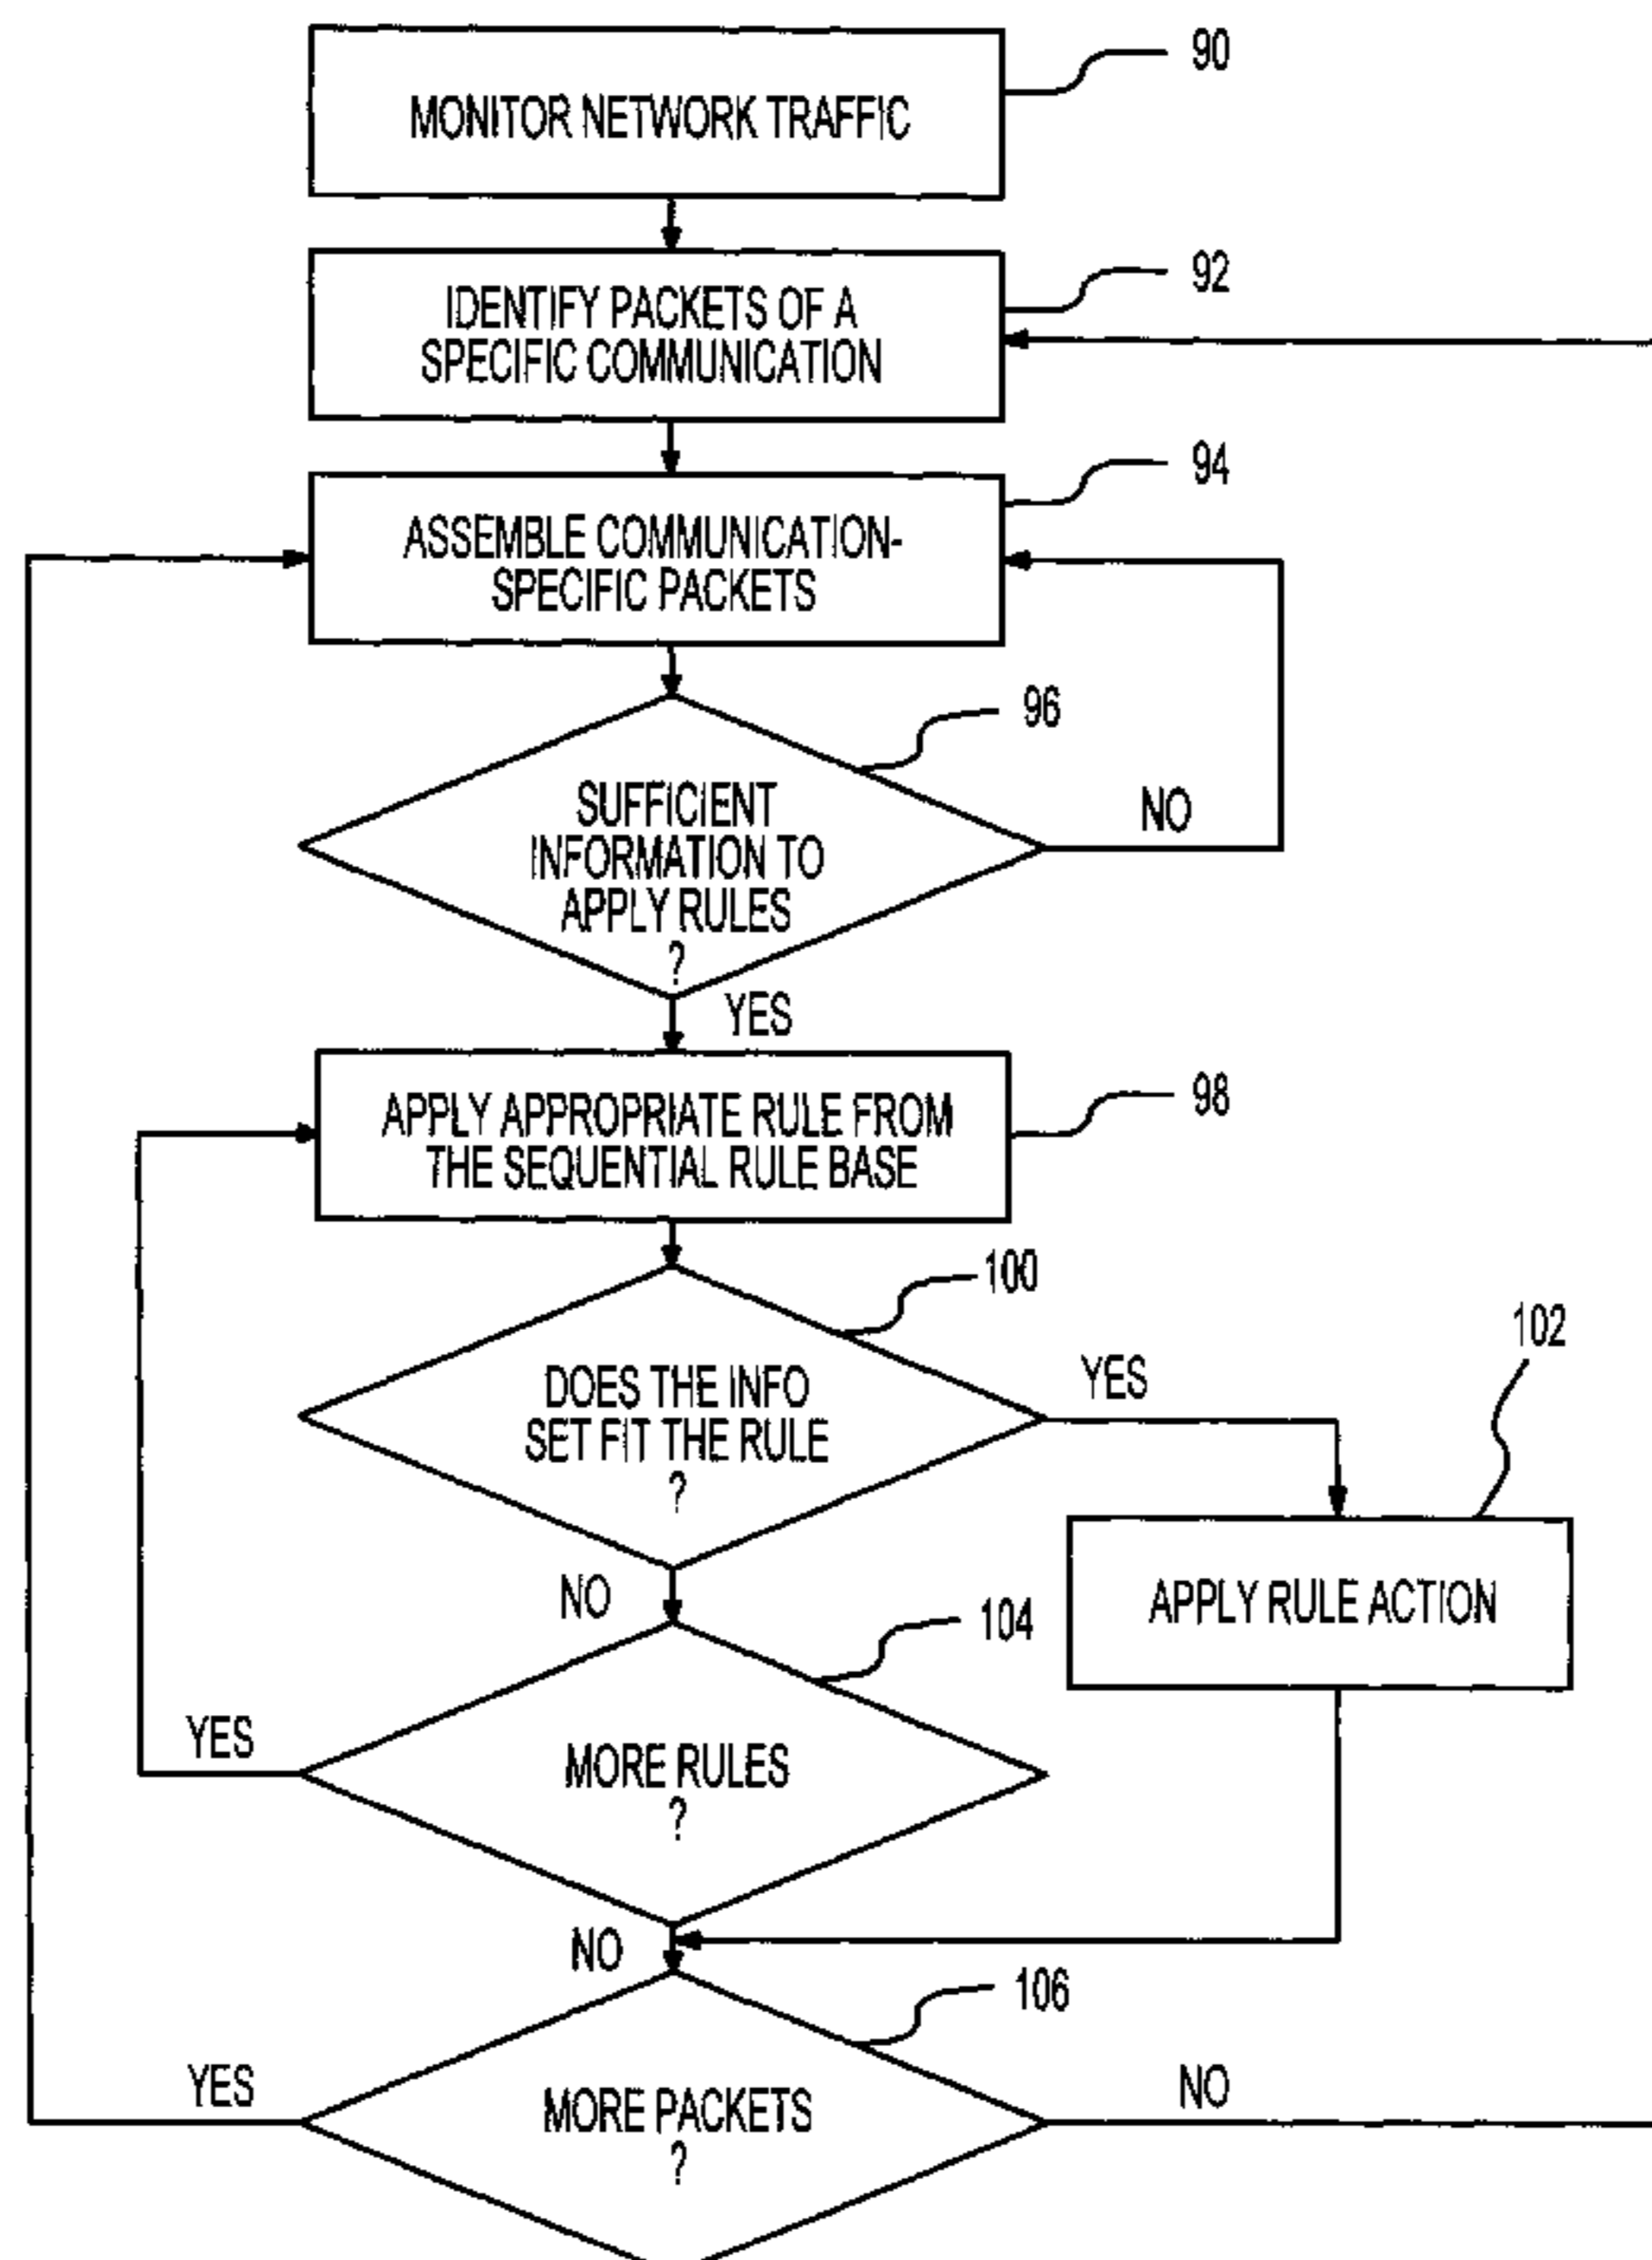 90
MONITOR NETWORK TRAFFIC
92
IDENTIFY PACKETS OF A
SPECIFIC COMMUNICATION
94
ASSEMBLE COMMUNICATION-
SPECIFIC PACKETS
96
SUFFICIENT
INFORMATION TO
APPLY RULES
?
NO
YES
98
APPLY APPROPRIATE RULE FROM
THE SEQUENTIAL RULE BASE
100
DOES THE INFO
SET FIT THE RULE
?
YES
102
APPLY RULE ACTION
NO
104
MORE RULES
?
YES
NO
106
MORE PACKETS
?
YES
NO